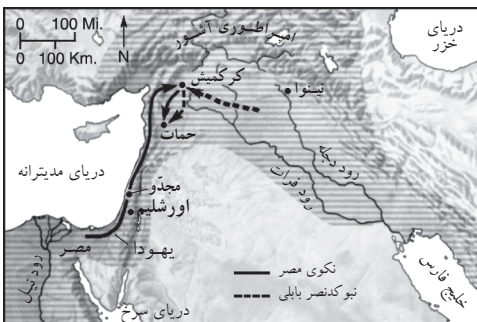 0 100 Mi.
0 100 Km.
N
امپراطوری آشور
دریای
خزر
کرکمیش
نینوا
حمات
دریای مدیترانه
رود دجله
رود فرات
مجدّو
اورشلیم
مصر
یهودا
رود نیل
نکوی مصر
نبوکدنصر بابلی
دریای سرخ
خلیج فارس